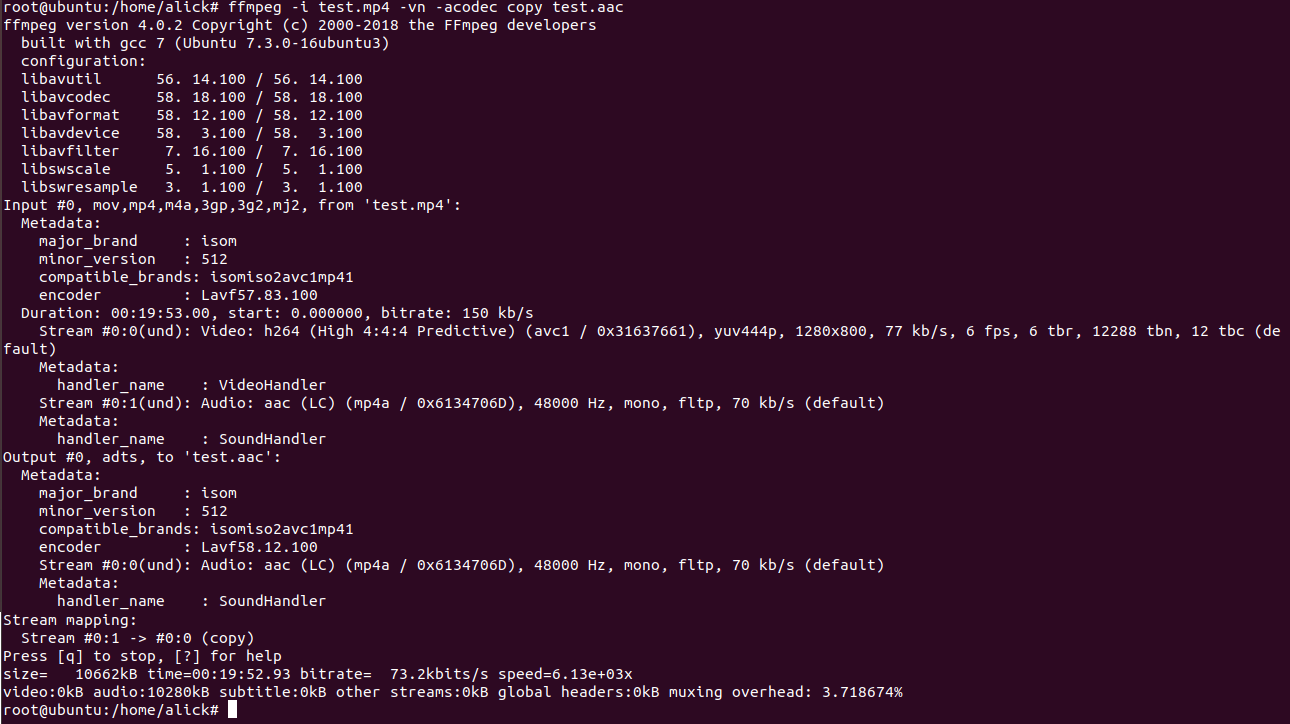 root@ubuntu:/home/alick# ffmpeg -i test.mp4 -vn -acodec copy test.aac
ffmpeg version 4.0.2 Copyright (c) 2000-2018 the FFmpeg developers
  built with gcc 7 (Ubuntu 7.3.0-16ubuntu3)
  configuration:
  libavutil      56. 14.100 / 56. 14.100
  libavcodec     58. 18.100 / 58. 18.100
  libavformat    58. 12.100 / 58. 12.100
  libavdevice    58.  3.100 / 58.  3.100
  libavfilter     7. 16.100 /  7. 16.100
  libswscale      5.  1.100 /  5.  1.100
  libswresample   3.  1.100 /  3.  1.100
Input #0, mov,mp4,m4a,3gp,3g2,mj2, from 'test.mp4':
  Metadata:
    major_brand     : isom
    minor_version   : 512
    compatible_brands: isomiso2avc1mp41
    encoder         : Lavf57.83.100
  Duration: 00:19:53.00, start: 0.000000, bitrate: 150 kb/s
    Stream #0:0(und): Video: h264 (High 4:4:4 Predictive) (avc1 / 0x31637661), yuv444p, 1280x800, 77 kb/s, 6 fps, 6 tbr, 12288 tbn, 12 tbc (de
fault)
    Metadata:
      handler_name    : VideoHandler
    Stream #0:1(und): Audio: aac (LC) (mp4a / 0x6134706D), 48000 Hz, mono, fltp, 70 kb/s (default)
    Metadata:
      handler_name    : SoundHandler
Output #0, adts, to 'test.aac':
  Metadata:
    major_brand     : isom
    minor_version   : 512
    compatible_brands: isomiso2avc1mp41
    encoder         : Lavf58.12.100
    Stream #0:0(und): Audio: aac (LC) (mp4a / 0x6134706D), 48000 Hz, mono, fltp, 70 kb/s (default)
    Metadata:
      handler_name    : SoundHandler
Stream mapping:
  Stream #0:1 -> #0:0 (copy)
Press [q] to stop, [?] for help
size=   10662kB time=00:19:52.93 bitrate=  73.2kbits/s speed=6.13e+03x
video:0kB audio:10280kB subtitle:0kB other streams:0kB global headers:0kB muxing overhead: 3.718674%
root@ubuntu:/home/alick#